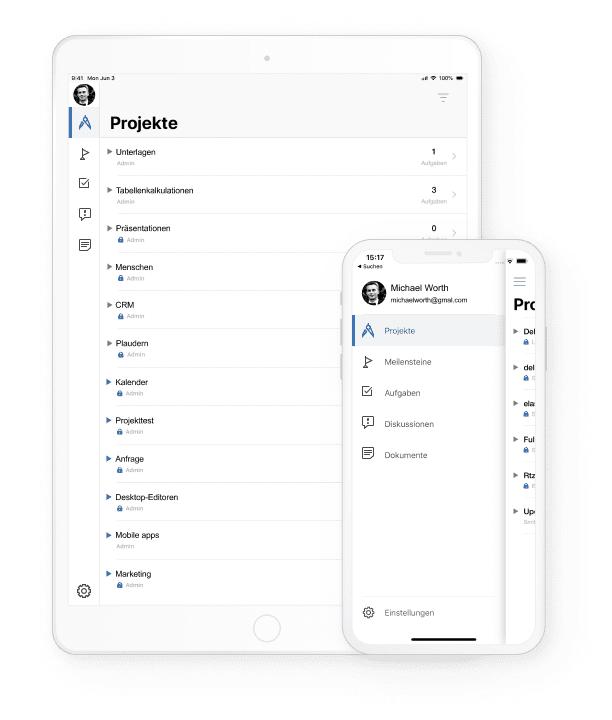 9:41 Mon Jun 3
100%
Projekte
Unterlagen
Admin
1
Aufgaben
Tabellenkalkulationen
Admin
3
Aufgaben
Präsentationen
Admin
0
Menschen
Admin
CRM
Admin
Plaudern
Admin
Kalender
Admin
Projekttest
Admin
Anfrage
Admin
Desktop-Editoren
Admin
Mobile apps
Admin
Marketing
Admin
15:17
Suchen
Michael Worth
michaelworth@gmal.com
Projekte
Meilensteine
Aufgaben
Diskussionen
Dokumente
Einstellungen
Pro
Del
del
elas
Ful
Rtz
Upc